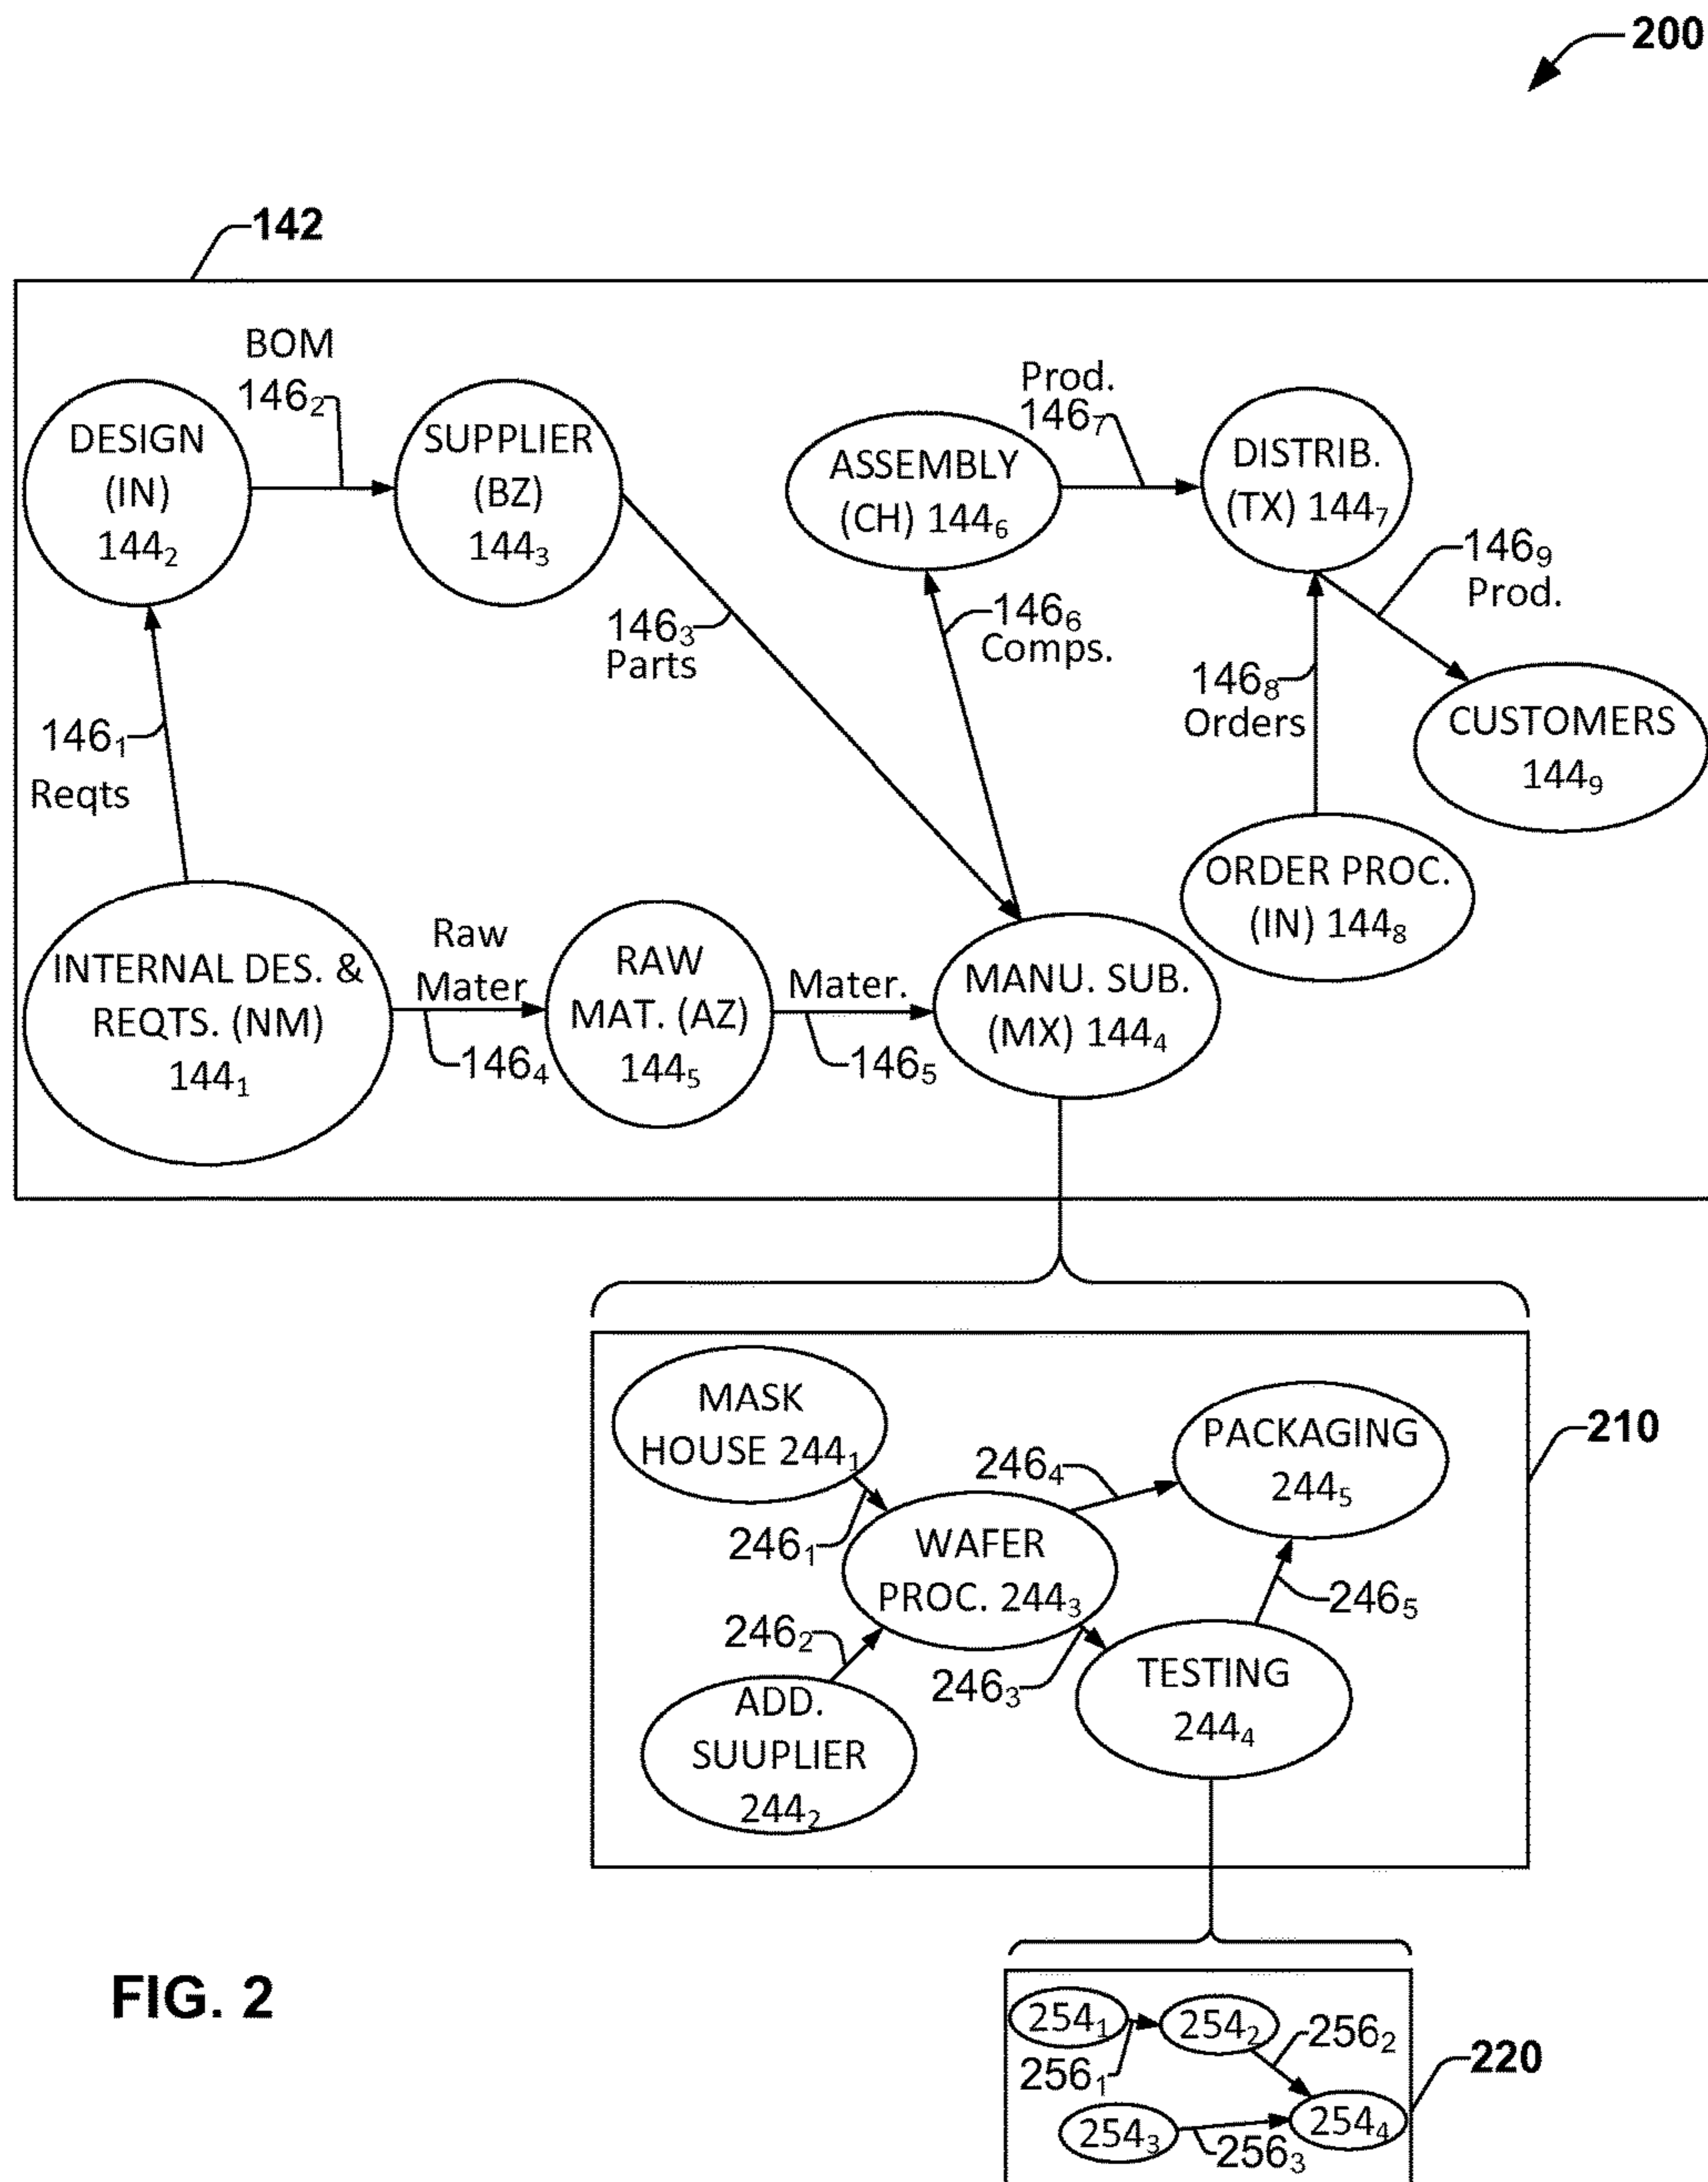 200
142
BOM
146₂
DESIGN
(IN)
144₂
SUPPLIER
(BZ)
144₃
ASSEMBLY
(CH) 144₆
Prod.
146₇
DISTRIB.
(TX) 144₇
146₉
Prod.
146₃
Parts
146₆
Comps.
146₈
Orders
CUSTOMERS
144₉
146₁
Reqts
ORDER PROC.
(IN) 144₈
INTERNAL DES. &
REQTS. (NM)
144₁
Raw
Mater
146₄
RAW
MAT. (AZ)
144₅
Mater.
146₅
MANU. SUB.
(MX) 144₄
MASK
HOUSE 244₁
PACKAGING
244₅
210
246₄
246₁
WAFER
PROC. 244₃
246₅
246₂
246₃
TESTING
244₄
ADD.
SUUPLIER
244₂
FIG. 2
254₁
254₂
256₂
256₁
220
254₃
254₄
256₃